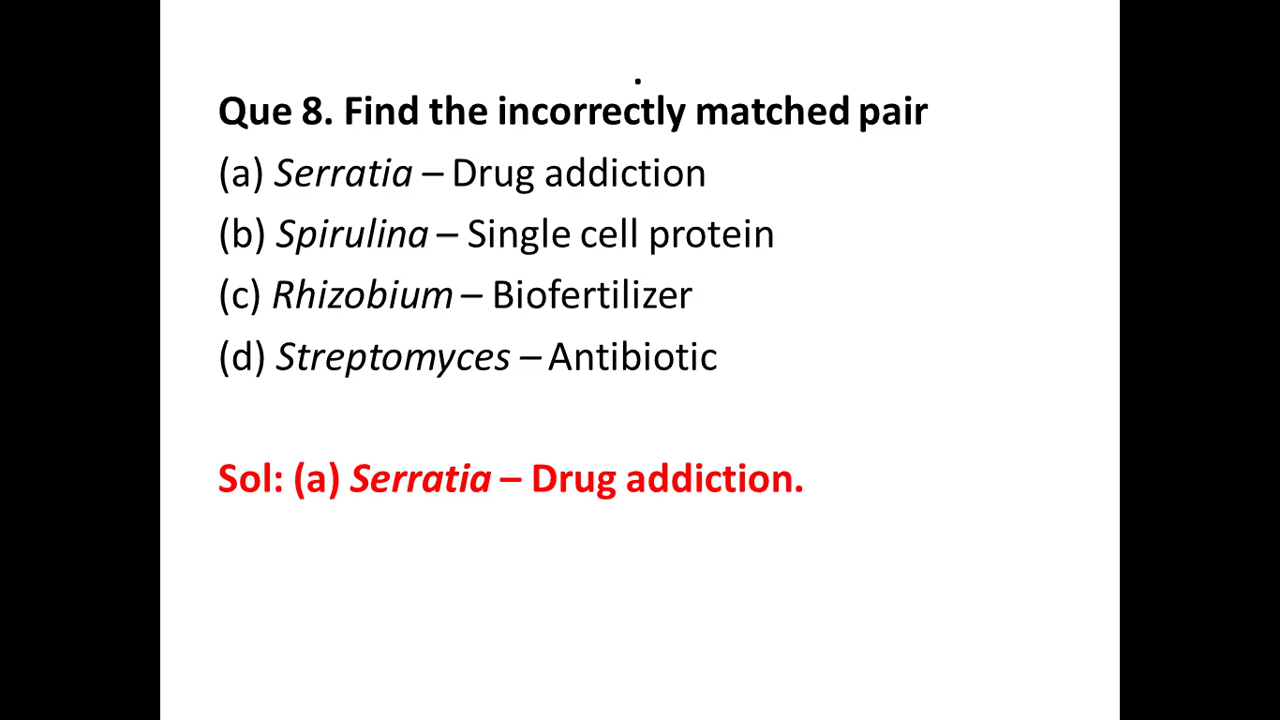 Que 8. Find the incorrectly matched pair
(a) Serratia – Drug addiction
(b) Spirulina – Single cell protein
(c) Rhizobium – Biofertilizer
(d) Streptomyces – Antibiotic
Sol: (a) Serratia – Drug addiction.